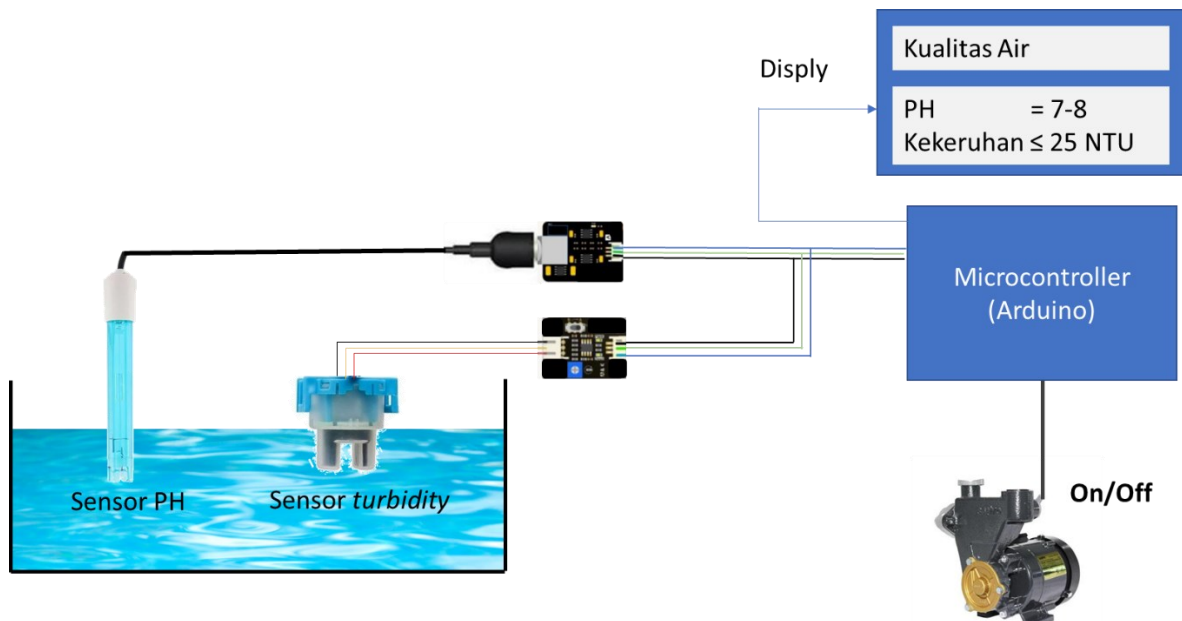 Disply
Kualitas Air
PH = 7-8
Kekeruhan ≤ 25 NTU
Microcontroller
(Arduino)
Sensor PH
Sensor turbidity
On/Off